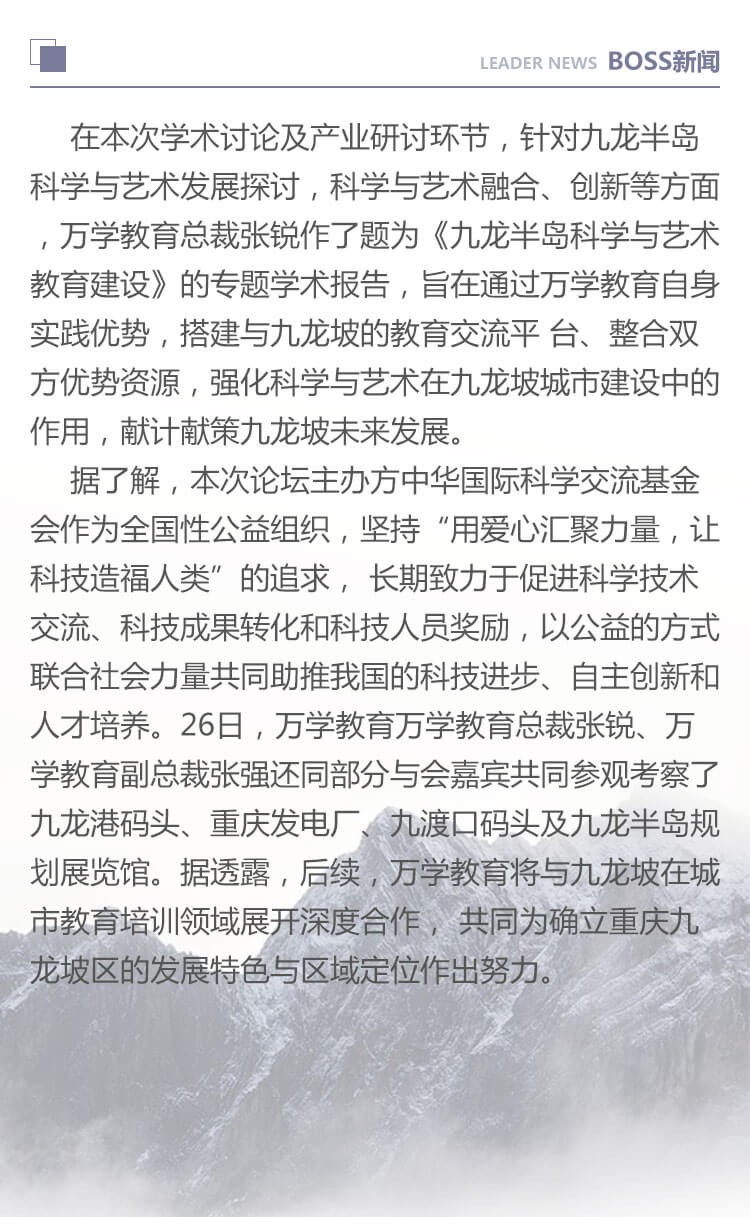 LEADER NEWS BOSS新闻
在本次学术讨论及产业研讨环节，针对九龙半岛
科学与艺术发展探讨，科学与艺术融合、创新等方面
，万学教育总裁张锐作了题为《九龙半岛科学与艺术
教育建设》的专题学术报告，旨在通过万学教育自身
实践优势，搭建与九龙坡的教育交流平 台、整合双
方优势资源，强化科学与艺术在九龙坡城市建设中的
作用，献计献策九龙坡未来发展。
据了解，本次论坛主办方中华国际科学交流基金
会作为全国性公益组织，坚持“用爱心汇聚力量，让
科技造福人类”的追求， 长期致力于促进科学技术
交流、科技成果转化和科技人员奖励，以公益的方式
联合社会力量共同助推我国的科技进步、自主创新和
人才培养。26日，万学教育万学教育总裁张锐、万
学教育副总裁张强还同部分与会嘉宾共同参观考察了
九龙港码头、重庆发电厂、九渡口码头及九龙半岛规
划展览馆。据透露，后续，万学教育将与九龙坡在城
市教育培训领域展开深度合作， 共同为确立重庆九
龙坡区的发展特色与区域定位作出努力。